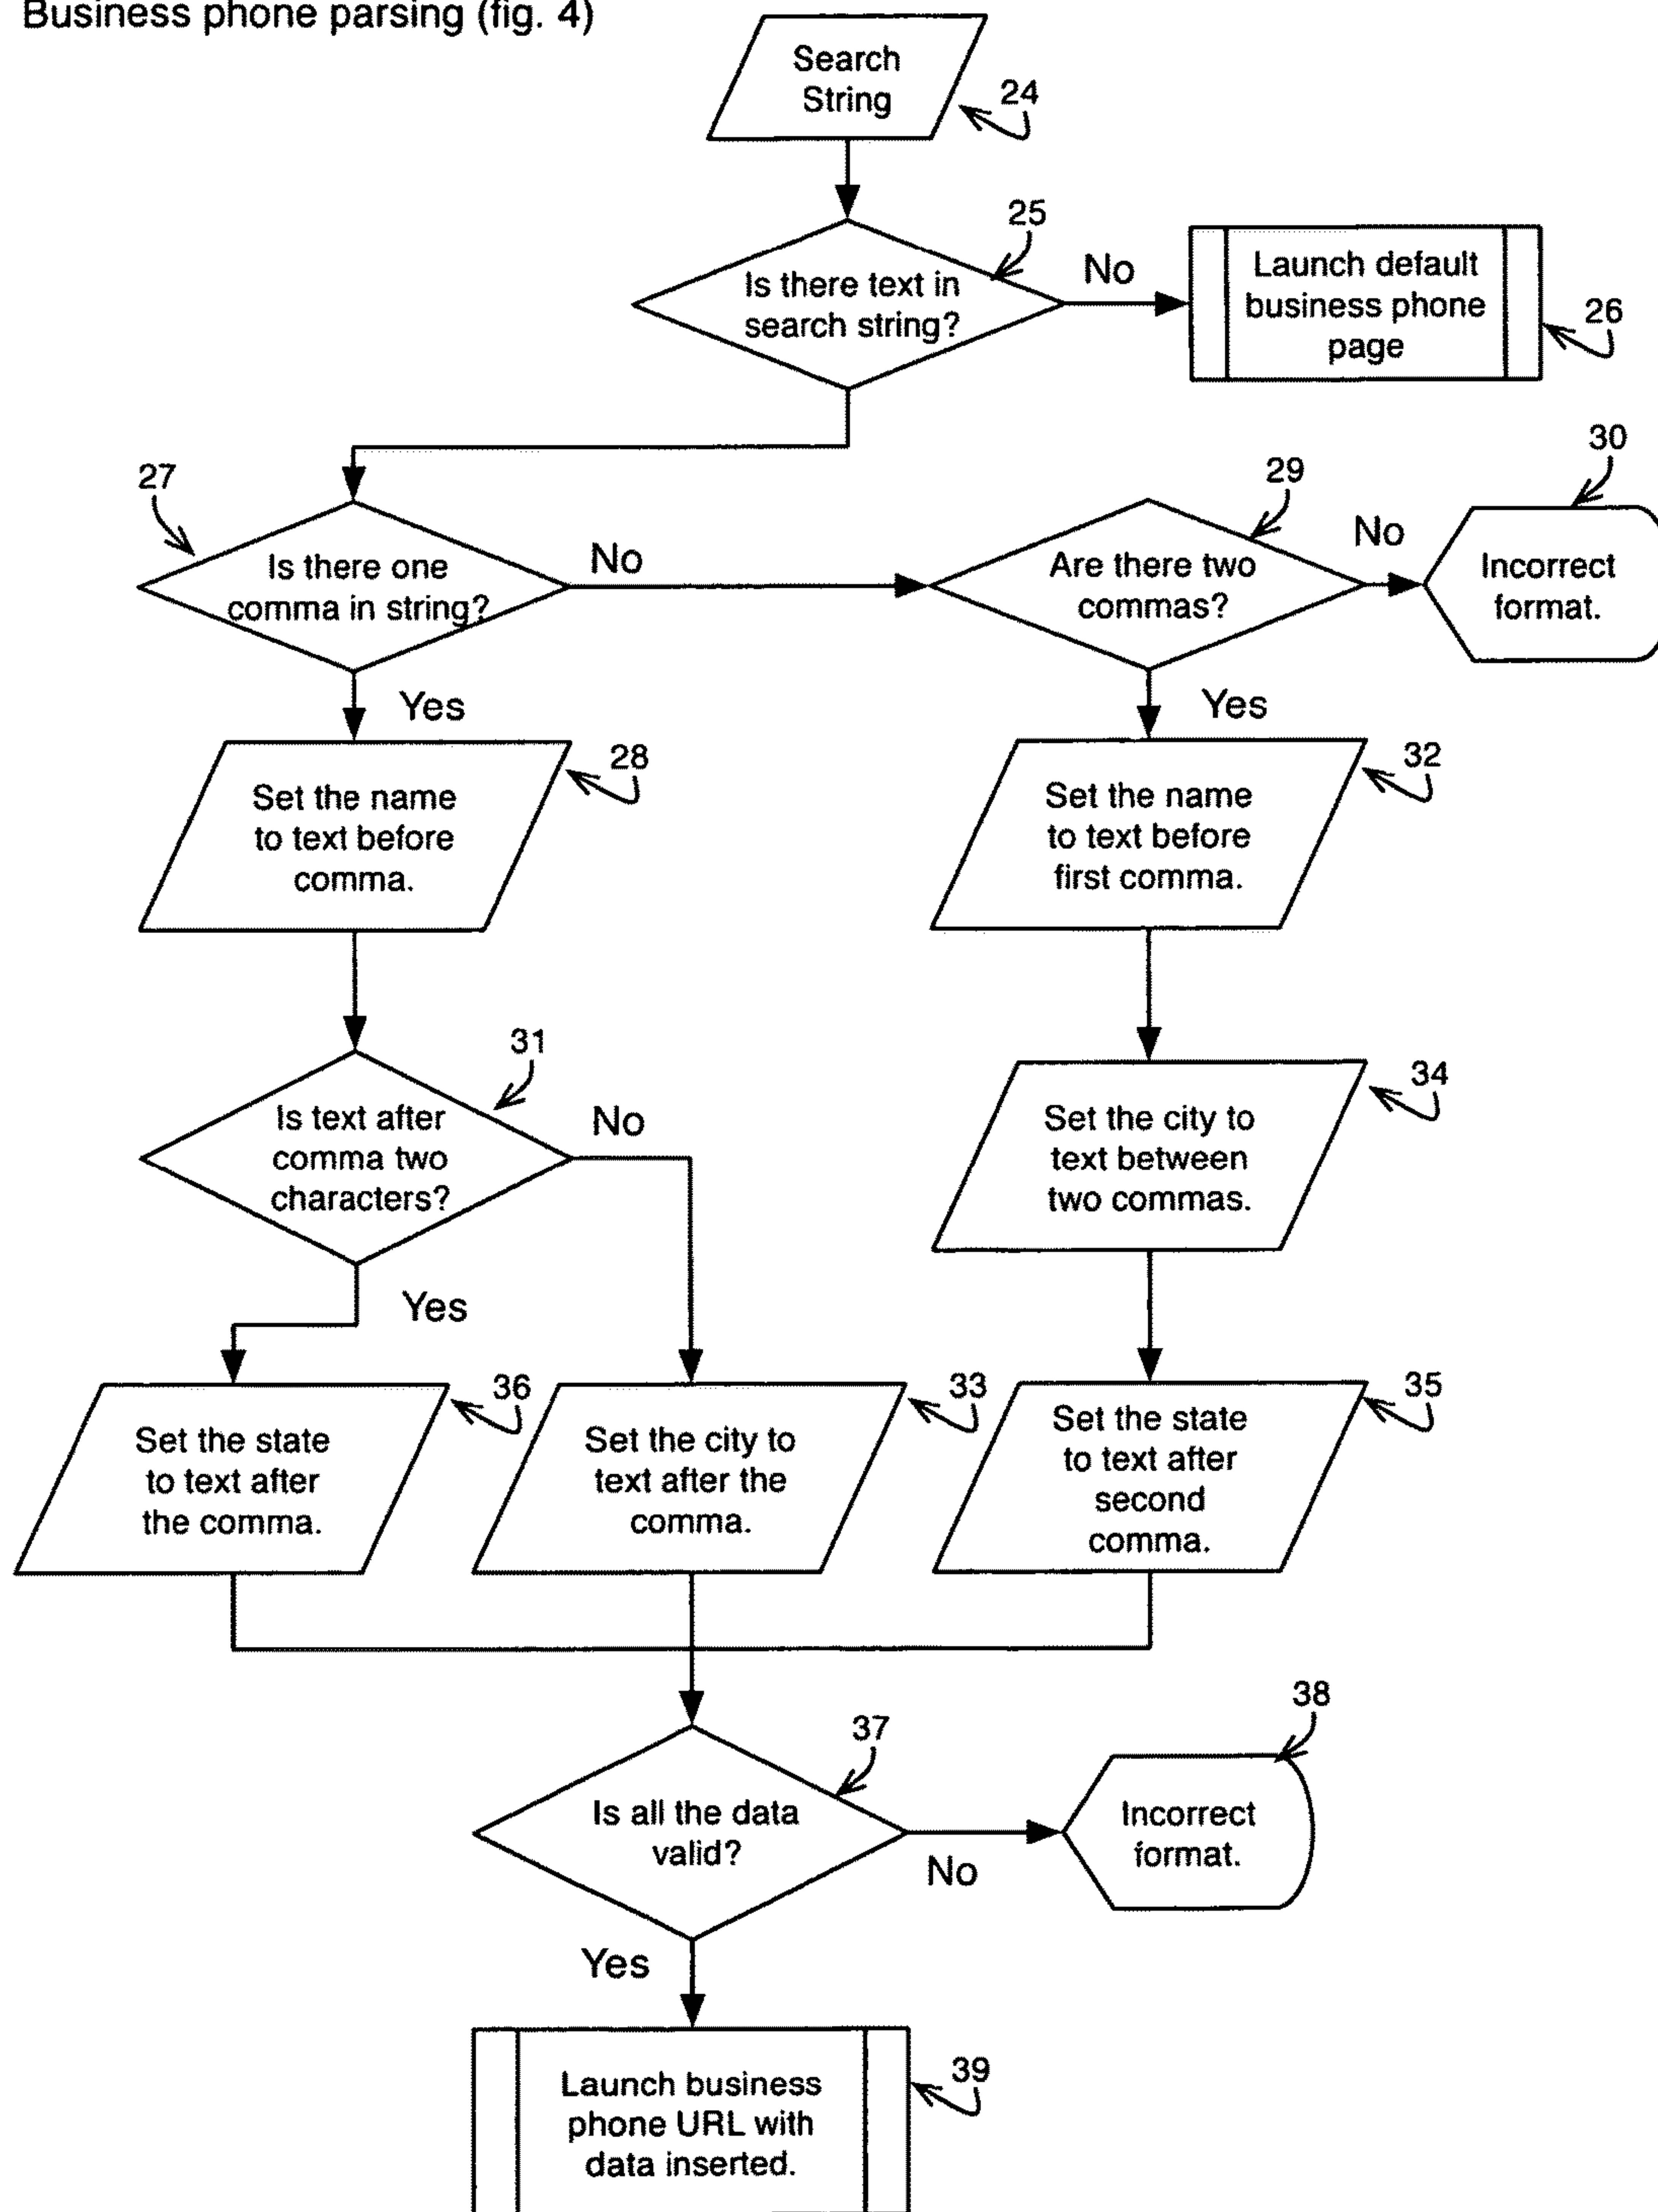 Business phone parsing (fig. 4)
Search
String
24
25
Is there text in
search string?
No
Launch default
business phone
page
26
27
Is there one
comma in string?
No
29
Are there two
commas?
No
30
Incorrect
format.
Yes
28
Set the name
to text before
comma.
Yes
32
Set the name
to text before
first comma.
31
Is text after
comma two
characters?
No
34
Set the city to
text between
two commas.
Yes
36
Set the state
to text after
the comma.
33
Set the city to
text after the
comma.
35
Set the state
to text after
second
comma.
37
Is all the data
valid?
No
38
Incorrect
format.
Yes
39
Launch business
phone URL with
data inserted.